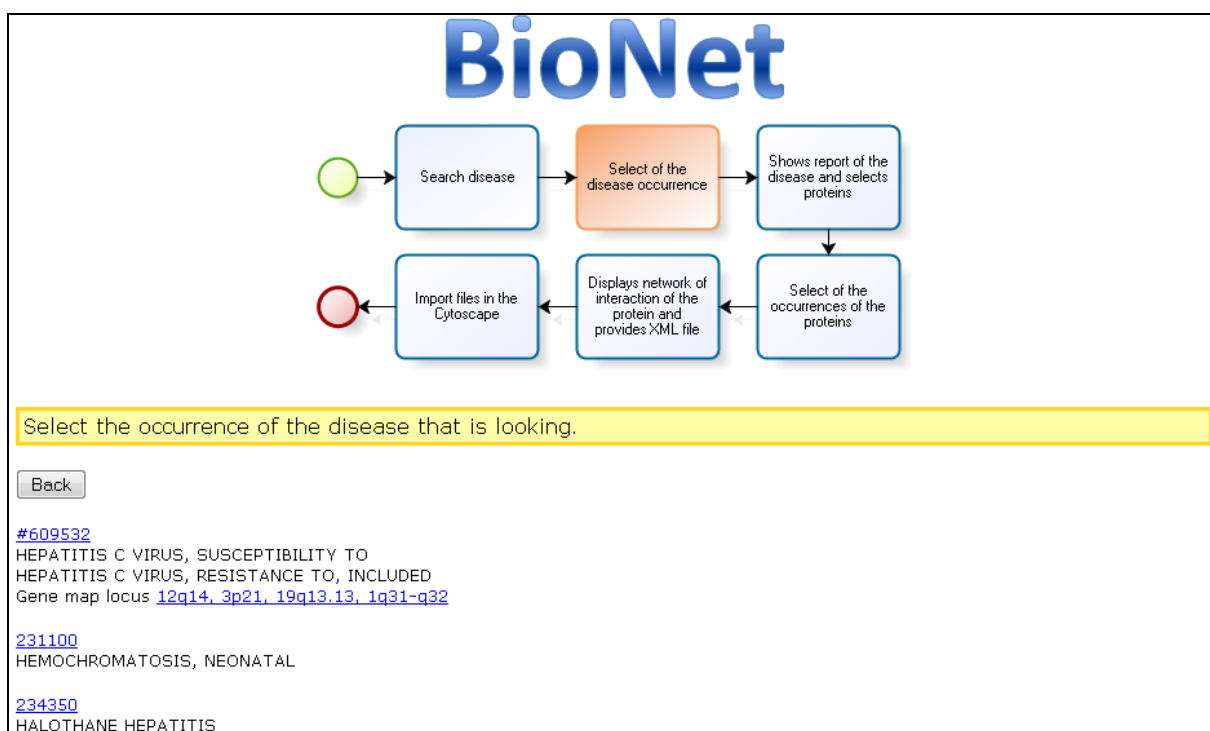 BioNet
Search disease
Select of the
disease occurrence
Shows report of the
disease and selects
proteins
Import files in the
Cytoscape
Displays network of
interaction of the
protein and
provides XML file
Select of the
occurrences of the
proteins
Select the occurrence of the disease that is looking.
Back
#609532
HEPATITIS C VIRUS, SUSCEPTIBILITY TO
HEPATITIS C VIRUS, RESISTANCE TO, INCLUDED
Gene map locus 12q14, 3p21, 19q13.13, 1q31-q32
231100
HEMOCHROMATOSIS, NEONATAL
234350
HALOTHANE HEPATITIS